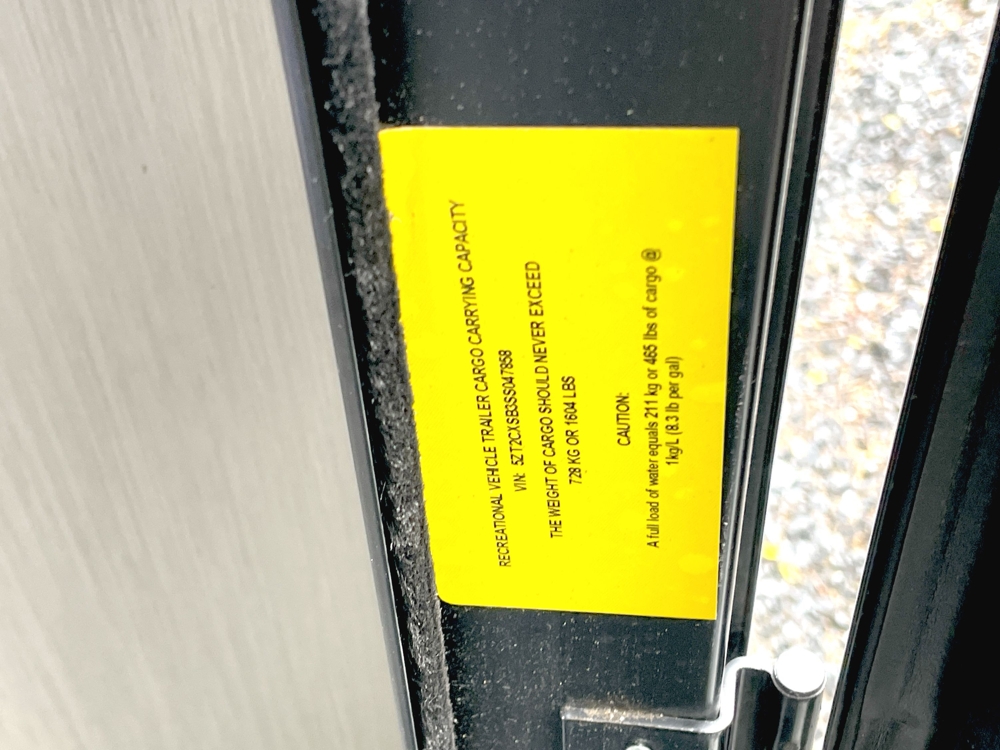 RECREATIONAL VEHICLE TRAILER CARGO CARRYING CAPACITY
VIN: 5ZT2CXSB3SS047858
THE WEIGHT OF CARGO SHOULD NEVER EXCEED
728 KG OR 1604 LBS
CAUTION:
A full load of water equals 211 kg or 465 lbs of cargo @
1kg/L (8.3 lb per gal)